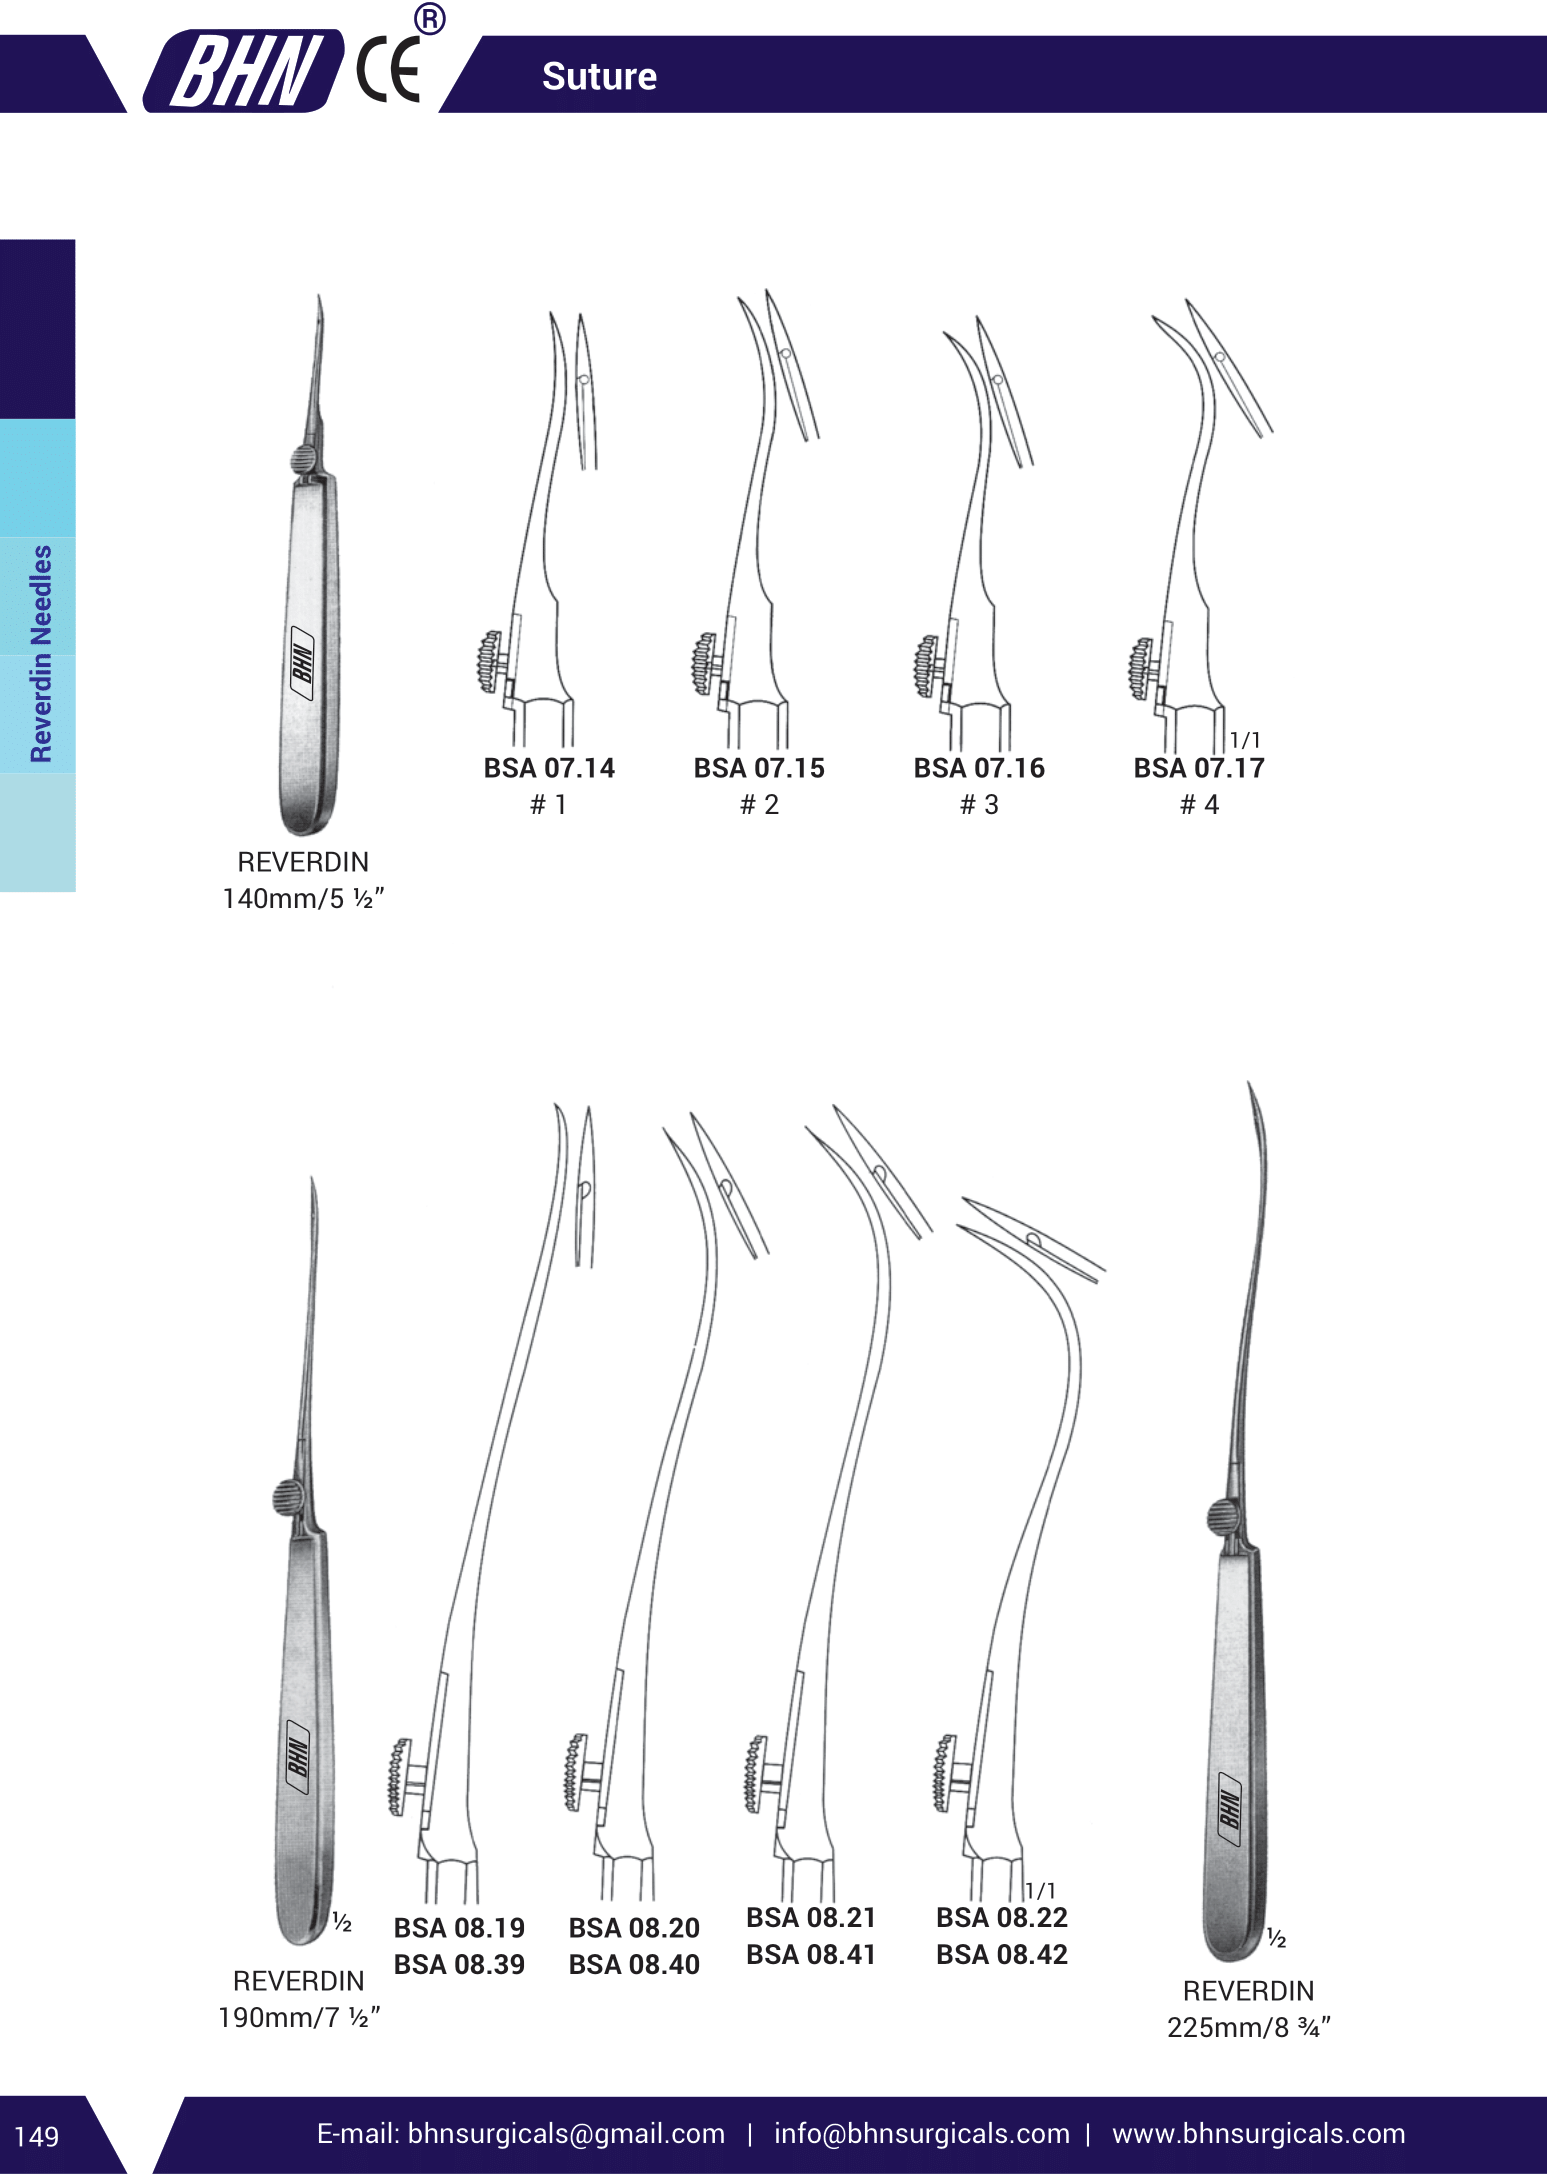 BHN CE ®
Suture
Reverdin Needles
BHN
1/1
BSA 07.14
# 1
BSA 07.15
# 2
BSA 07.16
# 3
BSA 07.17
# 4
REVERDIN
140mm/5 ½”
BHN
½
REVERDIN
190mm/7 ½”
BSA 08.19
BSA 08.39
BSA 08.20
BSA 08.40
BSA 08.21
BSA 08.41
1/1
BSA 08.22
BSA 08.42
BHN
½
REVERDIN
225mm/8 ¾”
149
E-mail: bhnsurgicals@gmail.com | info@bhnsurgicals.com | www.bhnsurgicals.com